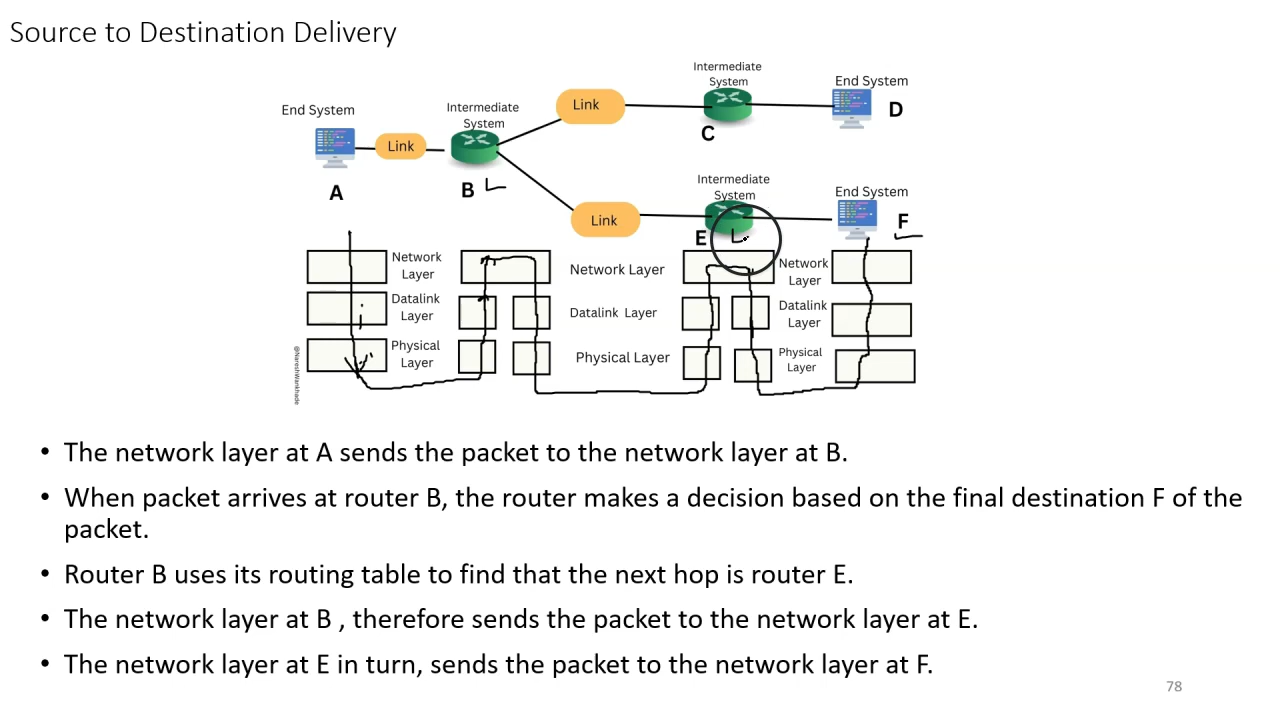 Source to Destination Delivery
Intermediate
System
End System
Link
C
D
End System
Intermediate
System
Link
A
B
Intermediate
System
End System
Link
E
F
Network
Layer
Network Layer
Network
Layer
Datalink
Layer
Datalink Layer
Datalink
Layer
Physical
Layer
Physical Layer
Physical
Layer
@NareshWankhade
• The network layer at A sends the packet to the network layer at B.
• When packet arrives at router B, the router makes a decision based on the final destination F of the
packet.
• Router B uses its routing table to find that the next hop is router E.
• The network layer at B , therefore sends the packet to the network layer at E.
• The network layer at E in turn, sends the packet to the network layer at F.
78